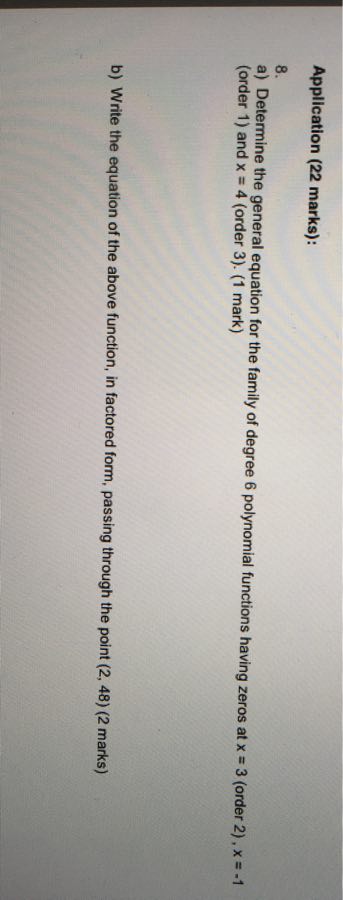 Application (22 marks):
8.
a) Determine the general equation for the family of degree 6 polynomial functions having zeros at x = 3 (order 2) , x = -1
(order 1) and x = 4 (order 3). (1 mark)
b) Write the equation of the above function, in factored form, passing through the point (2, 48) (2 marks)